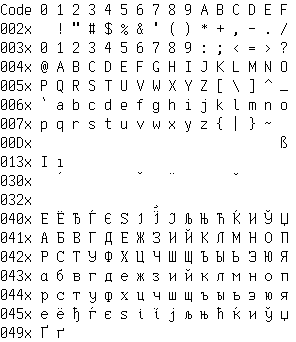 Code 0 1 2 3 4 5 6 7 8 9 A B C D E F
002x ! " # $ % & ' ( ) * + , - . /
003x 0 1 2 3 4 5 6 7 8 9 : ; < = > ?
004x @ A B C D E F G H I J K L M N O
005x P Q R S T U V W X Y Z [ \ ] ^ _
006x ` a b c d e f g h i j k l m n o
007x p q r s t u v w x y z { | } ~
00Dx ß
013x I ı
030x ´ ˘ ¨ ˇ
032x ¸
040x Ѐ Ё Ђ Ѓ Є Ѕ І Ї Ј Љ Њ Ћ Ќ Ѝ Ў Џ
041x А Б В Г Д Е Ж З И Й К Л М Н О П
042x Р С Т У Ф Х Ц Ч Ш Щ Ъ Ы Ь Э Ю Я
043x а б в г д е ж з и й к л м н о п
044x р с т у ф х ц ч ш щ ъ ы ь э ю я
045x ѐ ё ђ ѓ є ѕ і ї ј љ њ ћ ќ ѝ ў џ
049x Ґ ґ